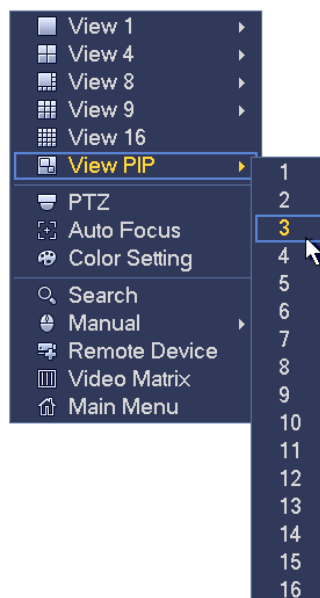 View 1
View 4
View 8
View 9
View 16
View PIP
PTZ
Auto Focus
Color Setting
Search
Manual
Remote Device
Video Matrix
Main Menu
1
2
3
4
5
6
7
8
9
10
11
12
13
14
15
16